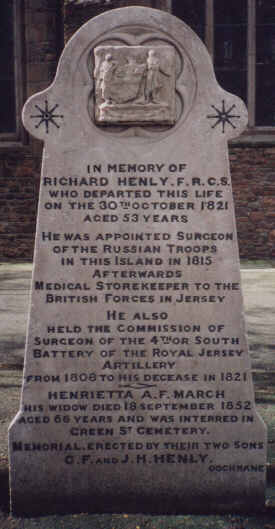 IN MEMORY OF
RICHARD HENLY, F.R.C.S.
WHO DEPARTED THIS LIFE
ON THE 30TH OCTOBER 1821
AGED 53 YEARS
HE WAS APPOINTED SURGEON
OF THE RUSSIAN TROOPS
IN THIS ISLAND IN 1815
AFTERWARDS
MEDICAL STOREKEEPER TO THE
BRITISH FORCES IN JERSEY
HE ALSO
HELD THE COMMISSION OF
SURGEON OF THE 4TH OR SOUTH
BATTERY OF THE ROYAL JERSEY
ARTILLERY
FROM 1806 TO HIS DECEASE IN 1821
HENRIETTA A.F. MARCH
HIS WIDOW DIED 18 SEPTEMBER 1852
AGED 66 YEARS AND WAS INTERRED IN
GREEN ST CEMETERY.
MEMORIAL, ERECTED BY THEIR TWO SONS
C.F. AND J.H. HENLY.
COCHRANE